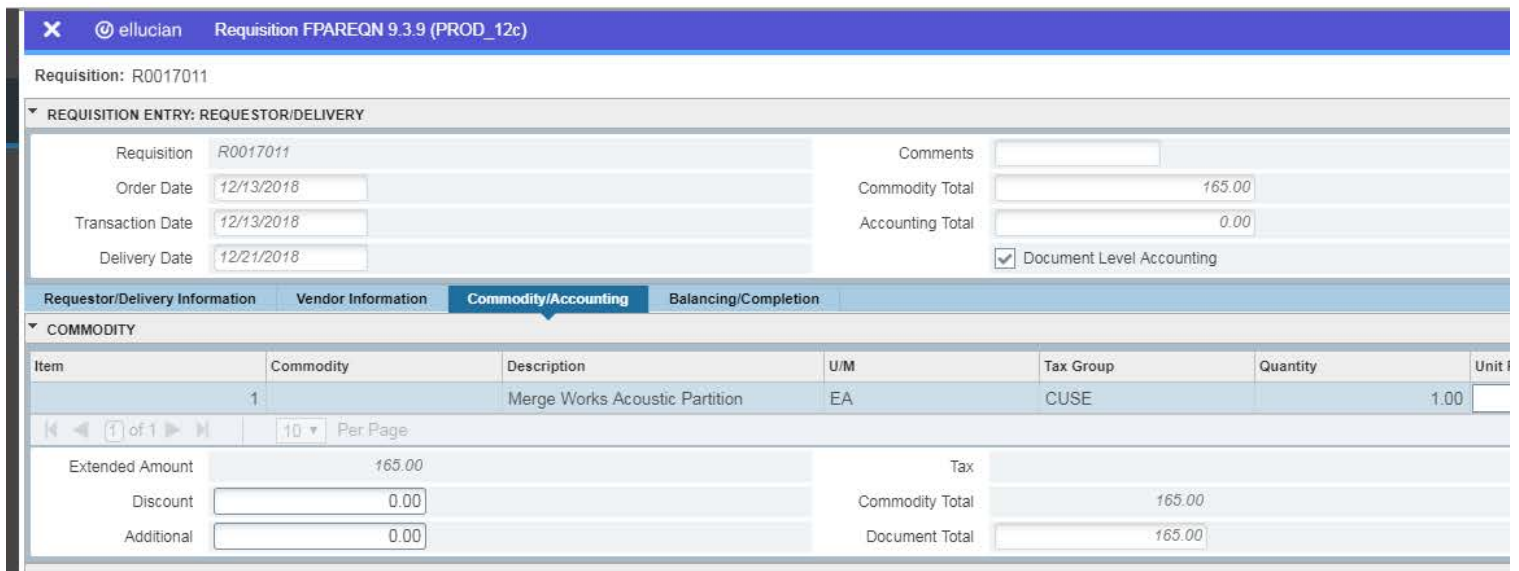 ellucian Requisition FPAREQN 9.3.9 (PROD_12c)
Requisition: R0017011
REQUISITION ENTRY: REQUESTOR/DELIVERY
Requisition R0017011 Comments
Order Date 12/13/2018 Commodity Total 165.00
Transaction Date 12/13/2018 Accounting Total 0.00
Delivery Date 12/21/2018 Document Level Accounting
Requestor/Delivery Information Vendor Information Commodity/Accounting Balancing/Completion
COMMODITY
Item Commodity Description U/M Tax Group Quantity Unit
1 Merge Works Acoustic Partition EA CUSE 1.00
1 of 1 10 Per Page
Extended Amount 165.00 Tax
Discount 0.00 Commodity Total 165.00
Additional 0.00 Document Total 165.00